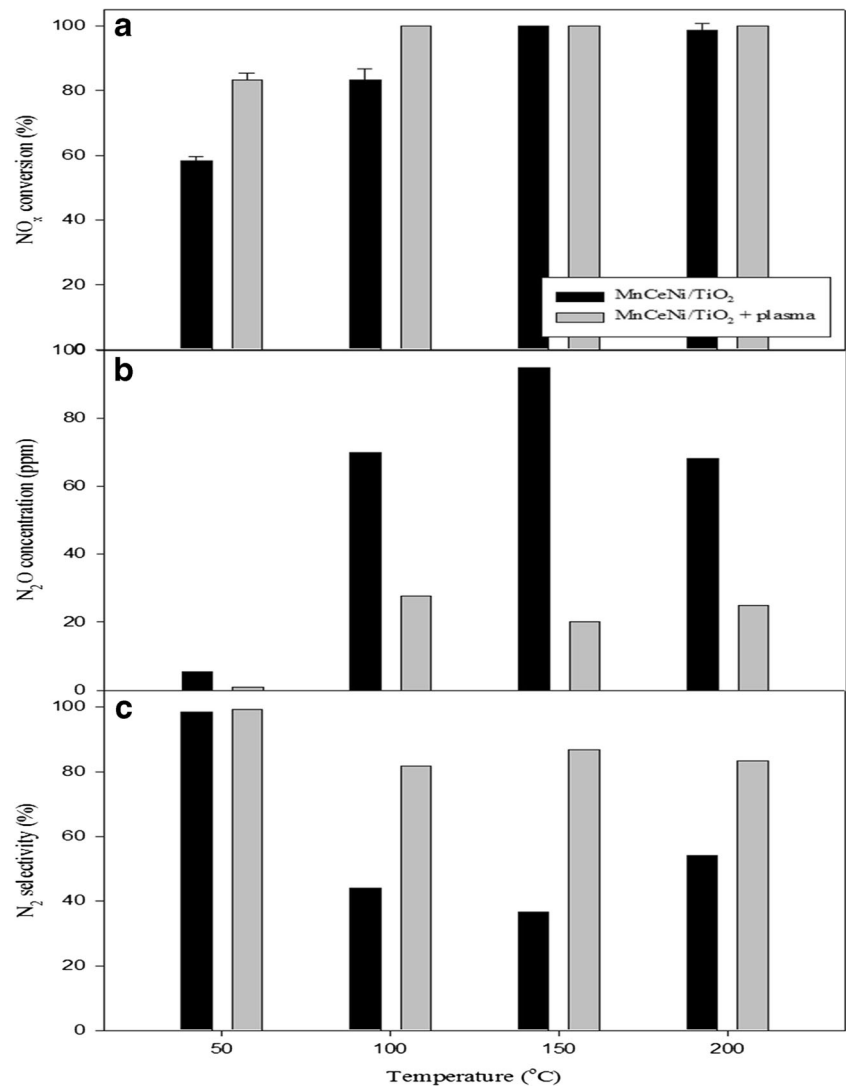 a
100
80
60
40
20
0
NOx conversion (%)
MnCeNi/TiO2
MnCeNi/TiO2 + plasma
b
100
80
60
40
20
0
N2O concentration (ppm)
c
100
80
60
40
20
0
N2 selectivity (%)
50 100 150 200
Temperature (°C)